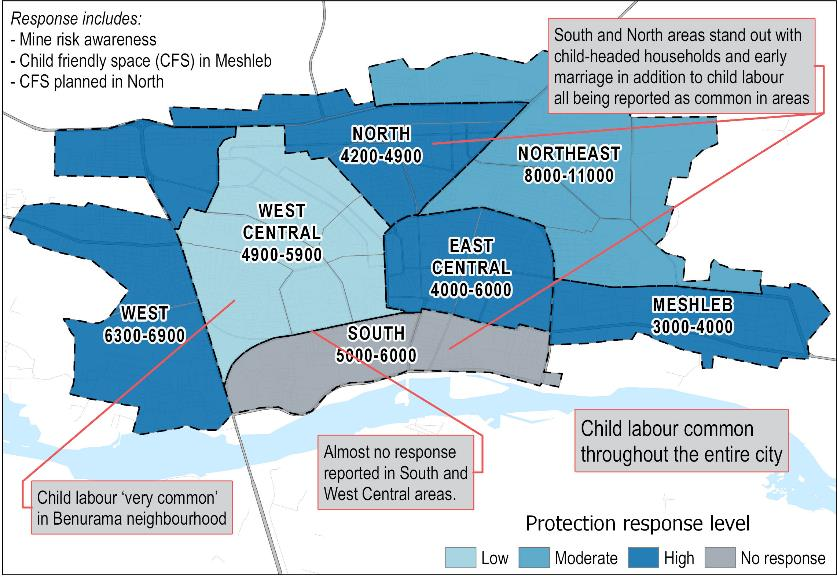 Response includes:
- Mine risk awareness
- Child friendly space (CFS) in Meshleb
- CFS planned in North
South and North areas stand out with
child-headed households and early
marriage in addition to child labour
all being reported as common in areas
NORTH
4200-4900
NORTHEAST
8000-11000
WEST
CENTRAL
4900-5900
EAST
CENTRAL
4000-6000
WEST
6300-6900
MESHLEB
3000-4000
SOUTH
5000-6000
Child labour common
throughout the entire city
Almost no response
reported in South and
West Central areas.
Child labour ‘very common’
in Benurama neighbourhood
Protection response level
Low
Moderate
High
No response